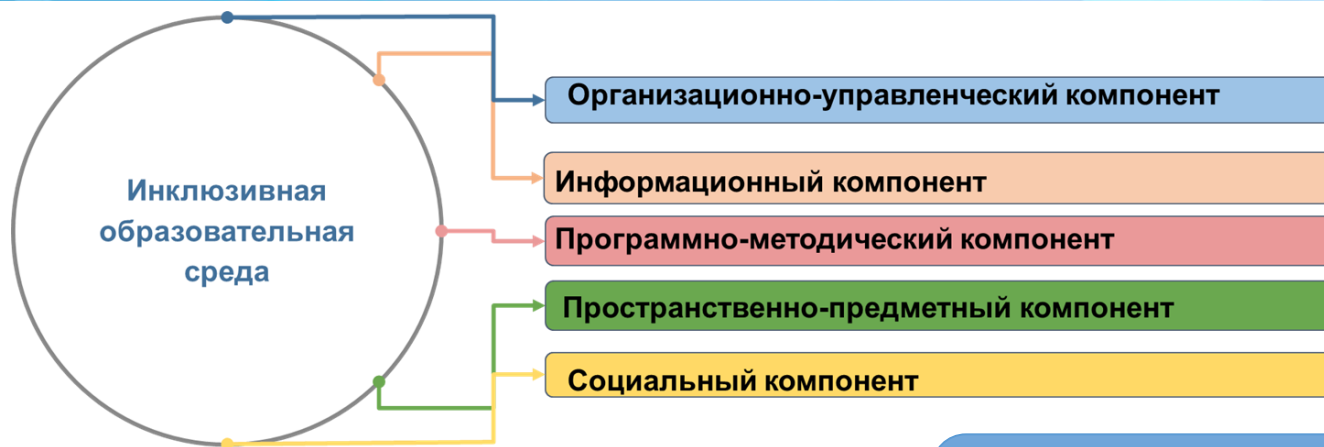 Инклюзивная
образовательная
среда
Организационно-управленческий компонент
Информационный компонент
Программно-методический компонент
Пространственно-предметный компонент
Социальный компонент